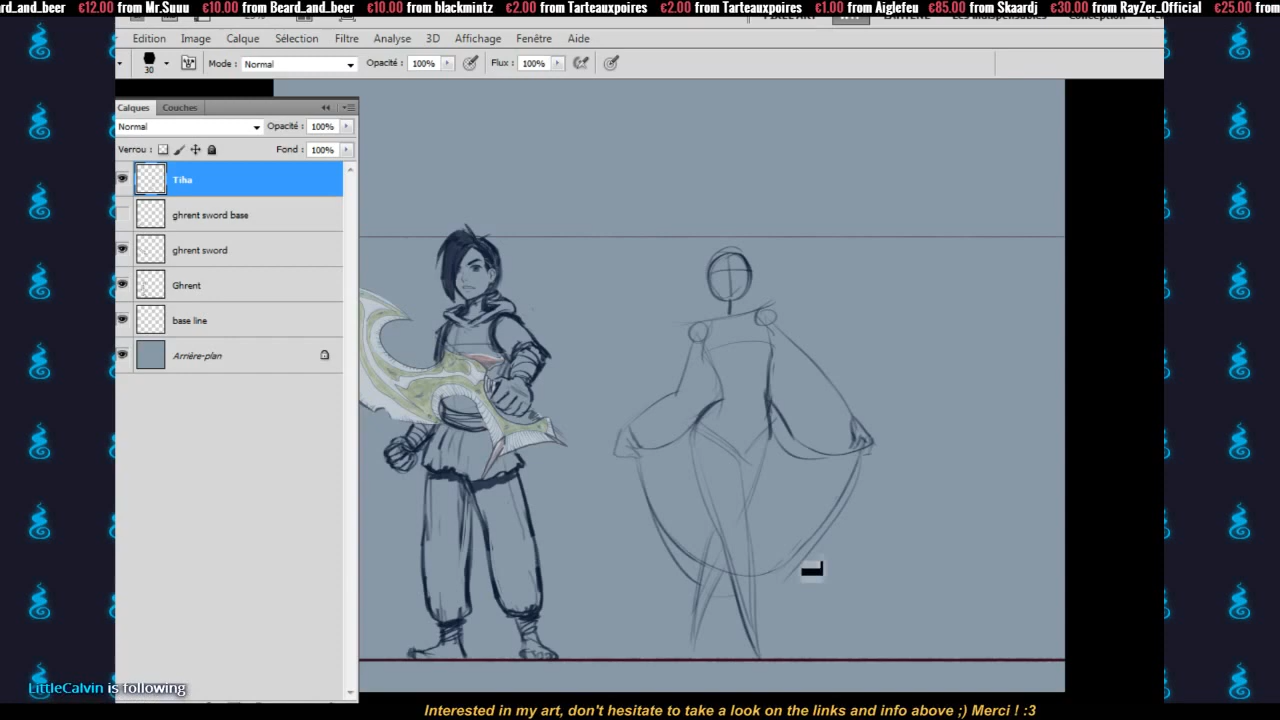 ard_and_beer €12.00 from Mr.Suuu €10.00 from Beard_and_beer €10.00 from blackmintz €2.00 from Tarteauxpoires €2.00 from Tarteauxpoires €1.00 from Aiglefeu €85.00 from Skaardj €30.00 from RayZer_Official €25.00 from
Edition Image Calque Sélection Filtre Analyse 3D Affichage Fenêtre Aide
30 Mode : Normal Opacité : 100% Flux : 100%
Calques Couches
Normal Opacité : 100%
Verrou : Fond : 100%
Tiha
ghrent sword base
ghrent sword
Ghrent
base line
Arrière-plan
LittleCalvin is following
Interested in my art, don't hesitate to take a look on the links and info above ;) Merci ! :3